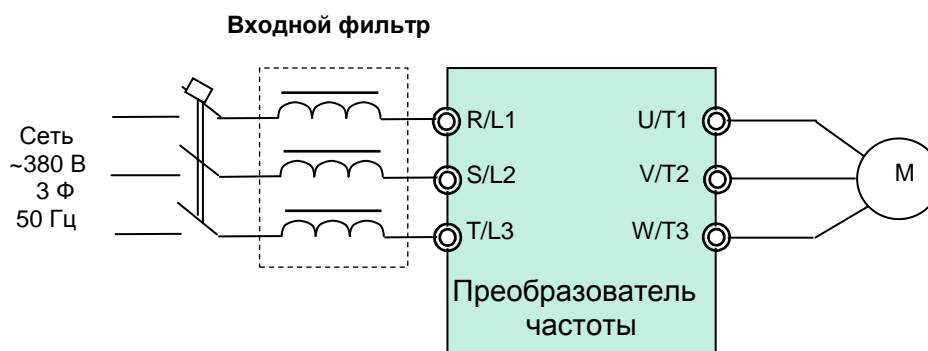 Входной фильтр
Сеть
~380 В
3 Ф
50 Гц
R/L1
S/L2
T/L3
U/T1
V/T2
W/T3
Преобразователь
частоты
M